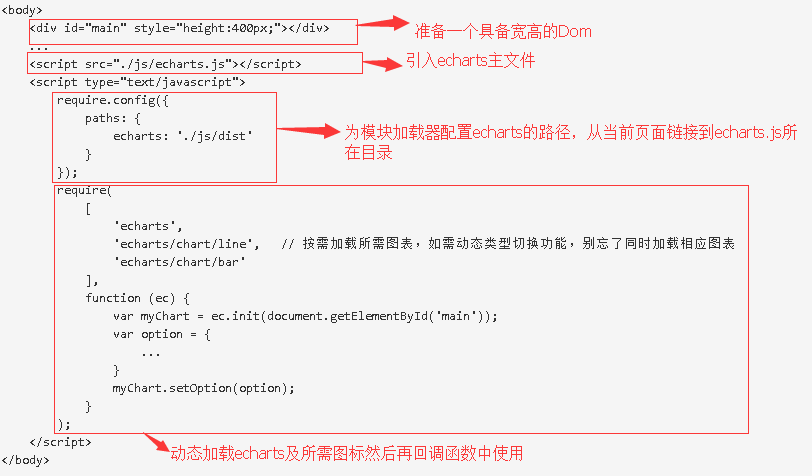 <body>
<div id="main" style="height:400px;"></div>
准备一个具备宽高的Dom
...
<script src="./js/echarts.js"></script>
引入echarts主文件
<script type="text/javascript">
require.config({
paths: {
echarts: './js/dist'
}
});
为模块加载器配置echarts的路径，从当前页面链接到echarts.js所
在目录
require(
[
'echarts',
'echarts/chart/line',   // 按需加载所需图表，如需动态类型切换功能，别忘了同时加载相应图表
'echarts/chart/bar'
],
function (ec) {
var myChart = ec.init(document.getElementById('main'));
var option = {
...
}
myChart.setOption(option);
}
);
</script>
动态加载echarts及所需图标然后再回调函数中使用
</body>